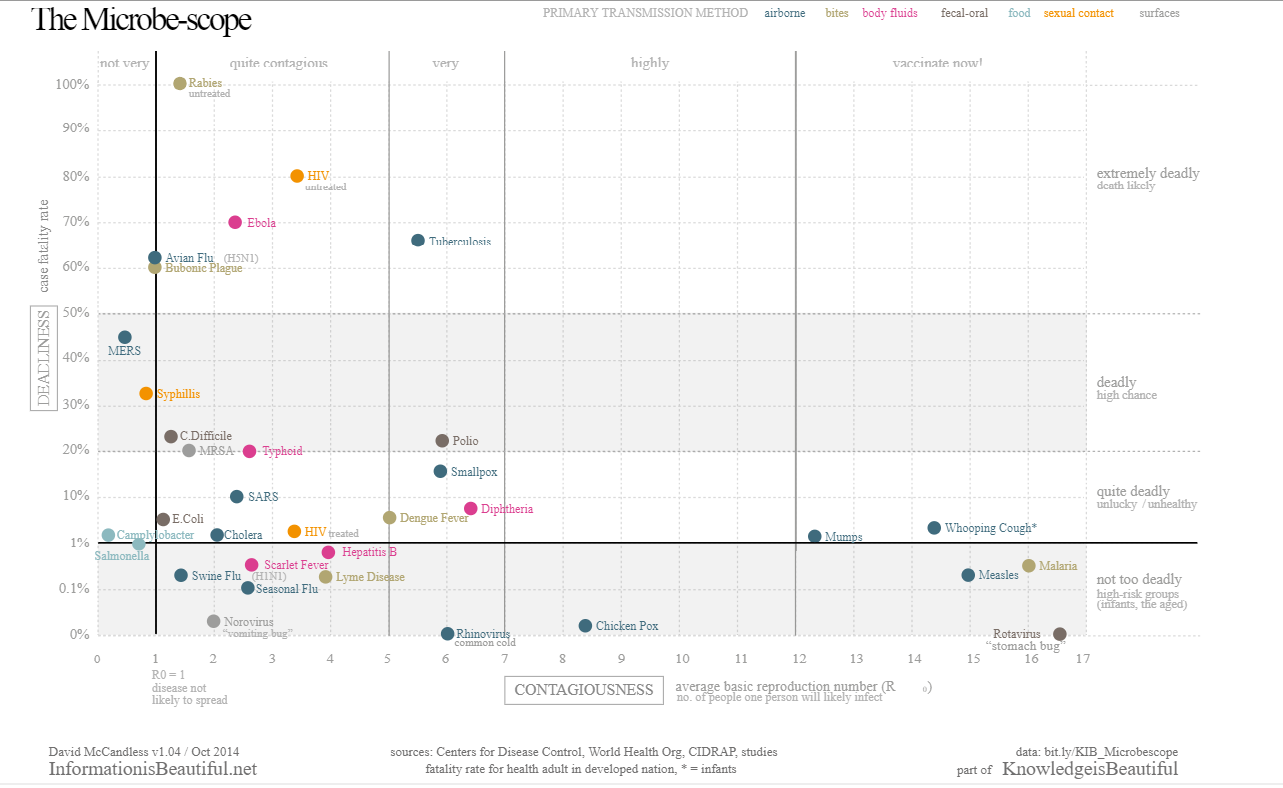 The Microbe-scope
PRIMARY TRANSMISSION METHOD airborne bites body fluids fecal-oral food sexual contact surfaces
not very quite contagious very highly vaccinate now!
100%
Rabies
untreated
90%
80%
HIV
untreated
extremely deadly
death likely
70%
Ebola
Tuberculosis
Avian Flu (H5N1)
60%
Bubonic Plague
case fatality rate
DEADLINESS
50%
MERS
40%
Syphillis
deadly
high chance
30%
C.Difficile
Polio
20%
MRSA
Typhoid
Smallpox
SARS
10%
quite deadly
unlucky / unhealthy
Diphtheria
E.Coli
Dengue Fever
Camplylobacter
Cholera
HIV treated
Mumps
Whooping Cough*
1%
Salmonella
Hepatitis B
Scarlet Fever
Malaria
Swine Flu (H1N1)
Lyme Disease
Measles
not too deadly
high-risk groups
(infants, the aged)
0.1%
Seasonal Flu
Norovirus
"vomiting bug"
Chicken Pox
0%
Rhinovirus
common cold
Rotavirus
"stomach bug"
0 1 2 3 4 5 6 7 8 9 10 11 12 13 14 15 16 17
R0 = 1
disease not
likely to spread
CONTAGIOUSNESS
average basic reproduction number (R 0)
no. of people one person will likely infect
David McCandless v1.04 / Oct 2014
InformationisBeautiful.net
sources: Centers for Disease Control, World Health Org, CIDRAP, studies
fatality rate for health adult in developed nation, * = infants
data: bit.ly/KIB_Microbescope
part of KnowledgeisBeautiful